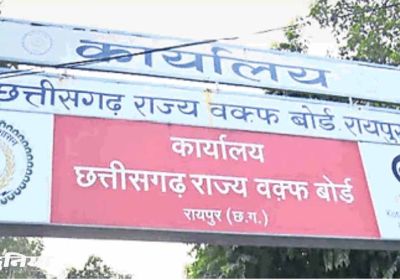 कार्यालय
छत्तीसगढ़ राज्य वक्फ बोर्ड रायपुर
कार्यालय
छत्तीसगढ़ राज्य वक़्फ बोर्ड
रायपुर (छ.ग.)